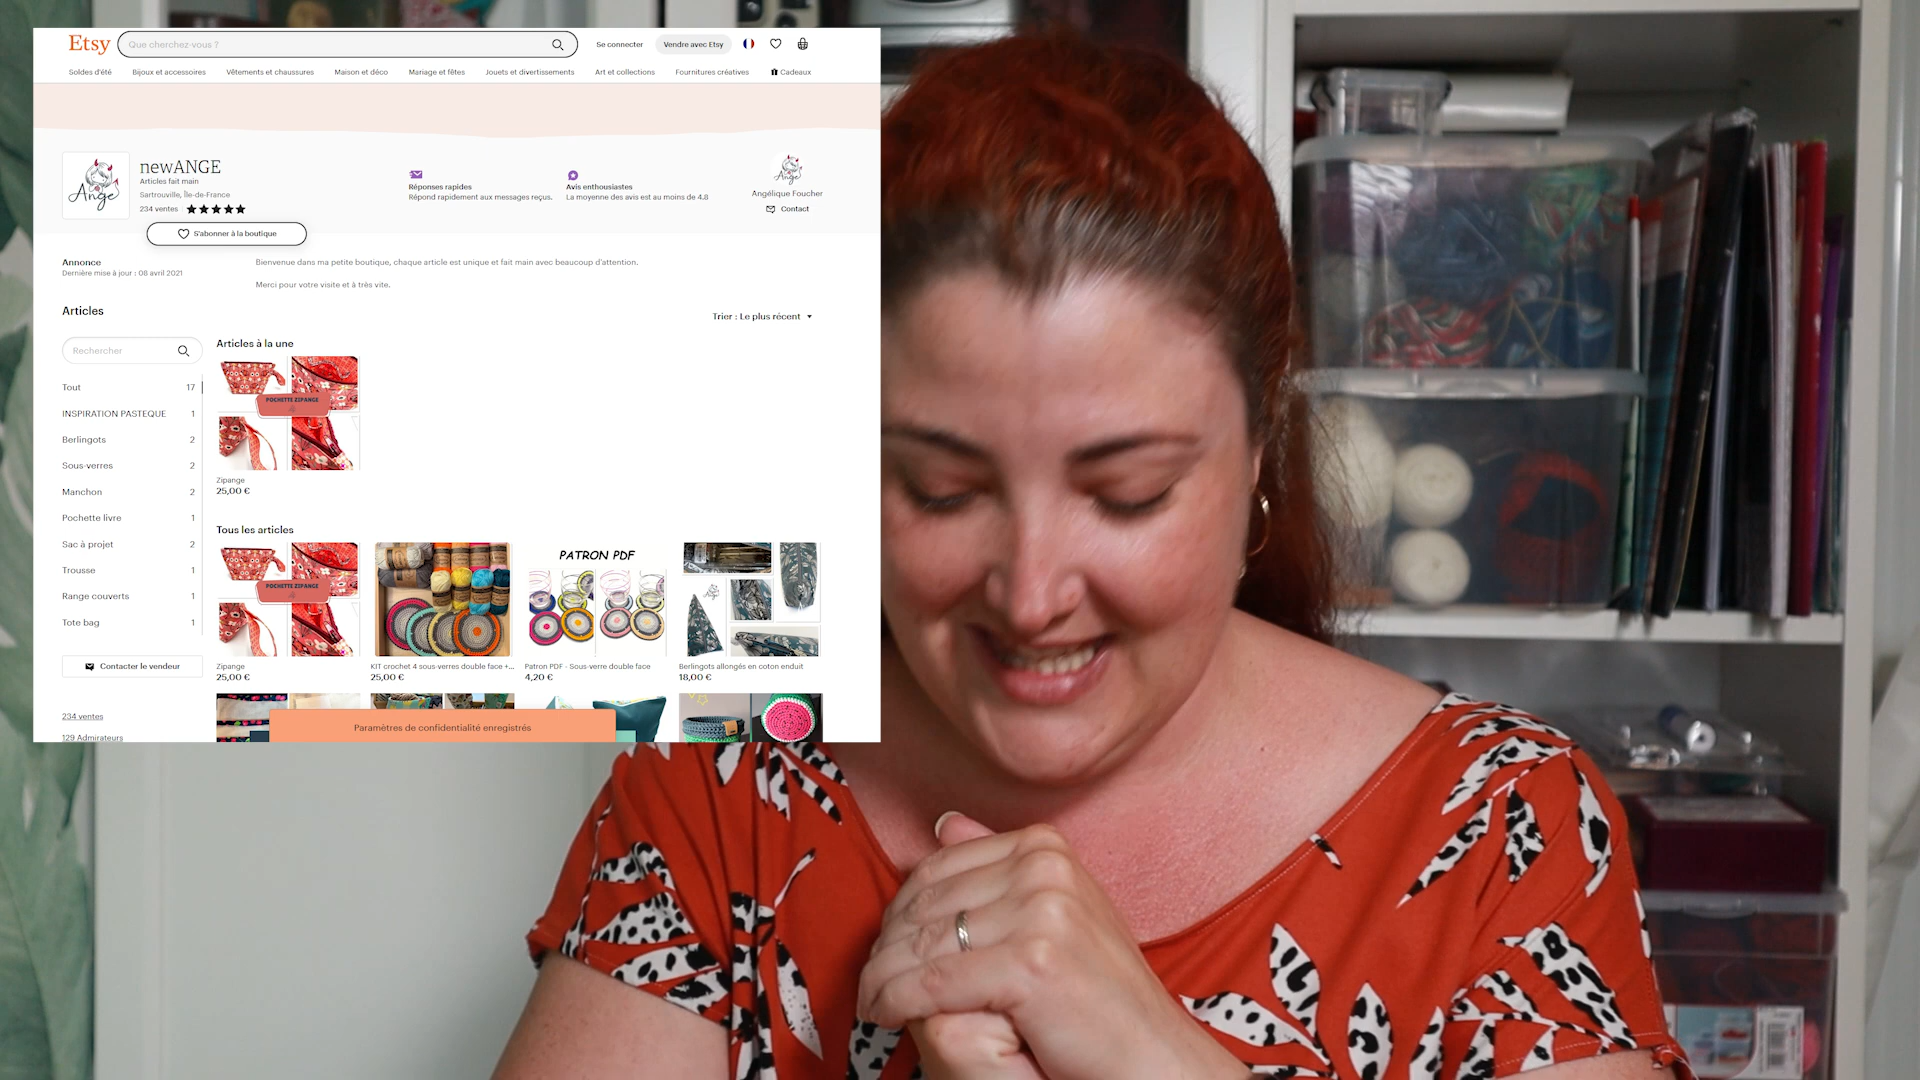 Etsy
Que cherchez-vous ?
Se connecter
Vendre avec Etsy
Soldes d'été
Bijoux et accessoires
Vêtements et chaussures
Maison et déco
Mariage et fêtes
Jouets et divertissements
Art et collections
Fournitures créatives
Cadeaux
Ange
newANGE
Articles fait main
Sartrouville, Île-de-France
234 ventes
S'abonner à la boutique
Réponses rapides
Répond rapidement aux messages reçus.
Avis enthousiastes
La moyenne des avis est au moins de 4.8
Ange
Angélique Foucher
Contact
Annonce
Dernière mise à jour : 08 avril 2021
Bienvenue dans ma petite boutique, chaque article est unique et fait main avec beaucoup d'attention.
Merci pour votre visite et à très vite.
Articles
Trier : Le plus récent
Rechercher
Tout 17
INSPIRATION PASTEQUE 1
Berlingots 2
Sous-verres 2
Manchon 2
Pochette livre 1
Sac à projet 2
Trousse 1
Range couverts 1
Tote bag 1
Contacter le vendeur
234 ventes
129 Admirateurs
Articles à la une
POCHETTE ZIPANGE
Zipange
25,00 €
Tous les articles
POCHETTE ZIPANGE
Zipange
25,00 €
KIT crochet 4 sous-verres double face +...
25,00 €
PATRON PDF
Patron PDF - Sous-verre double face
4,20 €
Berlingots allongés en coton enduit
18,00 €
Paramètres de confidentialité enregistrés